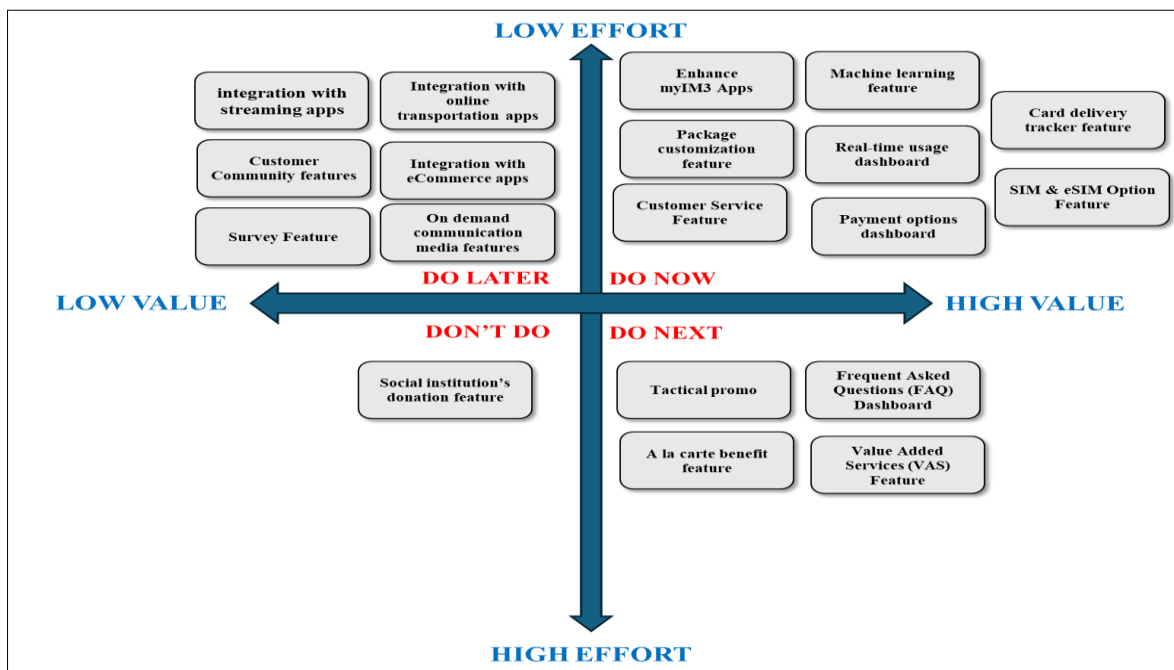 LOW EFFORT
integration with
streaming apps
Integration with
online
transportation apps
Customer
Community features
Integration with
eCommerce apps
Survey Feature
On demand
communication
media features
Enhance
myIM3 Apps
Machine learning
feature
Card delivery
tracker feature
Package
customization
feature
Real-time usage
dashboard
SIM & eSIM Option
Feature
Customer Service
Feature
Payment options
dashboard
DO LATER
DO NOW
LOW VALUE
HIGH VALUE
DON’T DO
DO NEXT
Social institution’s
donation feature
Tactical promo
Frequent Asked
Questions (FAQ)
Dashboard
A la carte benefit
feature
Value Added
Services (VAS)
Feature
HIGH EFFORT